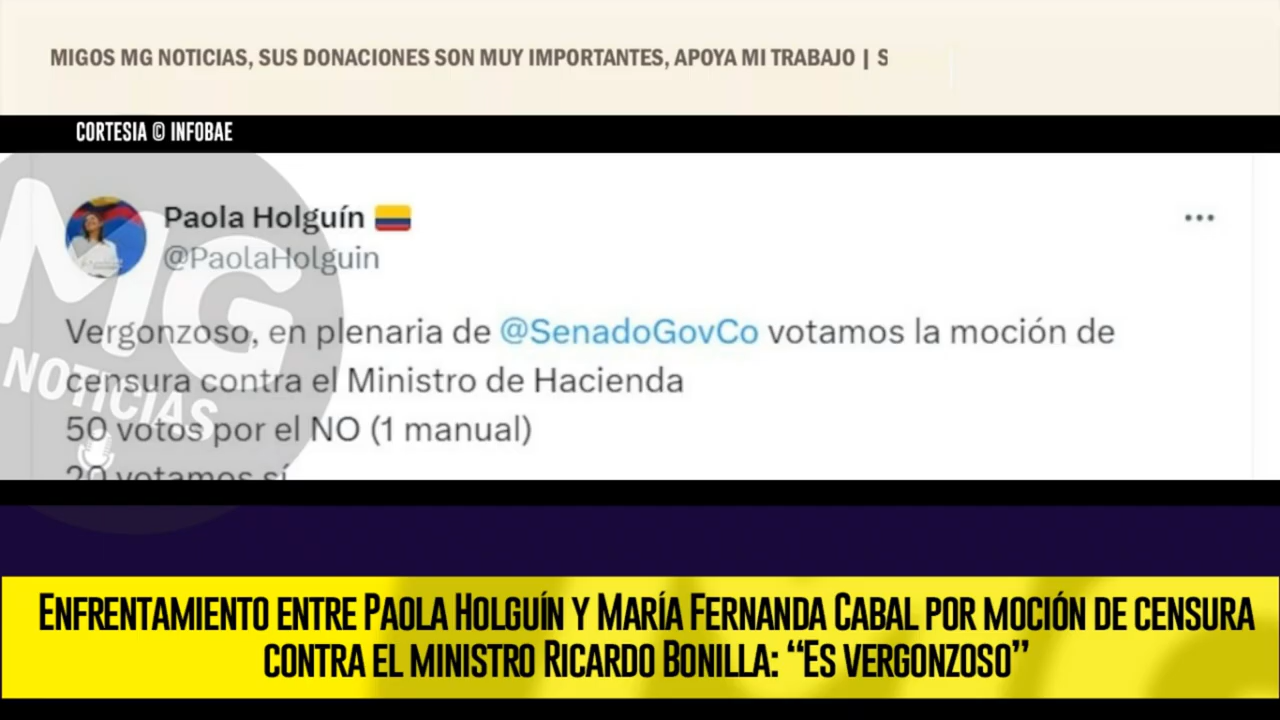 MIGOS MG NOTICIAS, SUS DONACIONES SON MUY IMPORTANTES, APOYA MI TRABAJO | S
CORTESIA © INFOBAE
MG
NOTICIAS
Paola Holguín 🇨🇴
@PaolaHolguin
Vergonzoso, en plenaria de @SenadoGovCo votamos la moción de
censura contra el Ministro de Hacienda
50 votos por el NO (1 manual)
20 votamos sí
ENFRENTAMIENTO ENTRE PAOLA HOLGUÍN Y MARÍA FERNANDA CABAL POR MOCIÓN DE CENSURA
CONTRA EL MINISTRO RICARDO BONILLA: “ES VERGONZOSO”